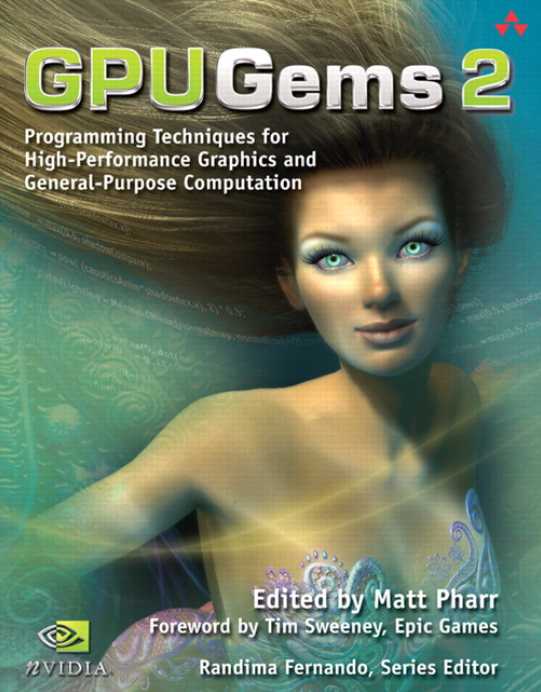 GPU Gems 2
Programming Techniques for
High-Performance Graphics and
General-Purpose Computation
Edited by Matt Pharr
Foreword by Tim Sweeney, Epic Games
nVIDIA.
Randima Fernando, Series Editor